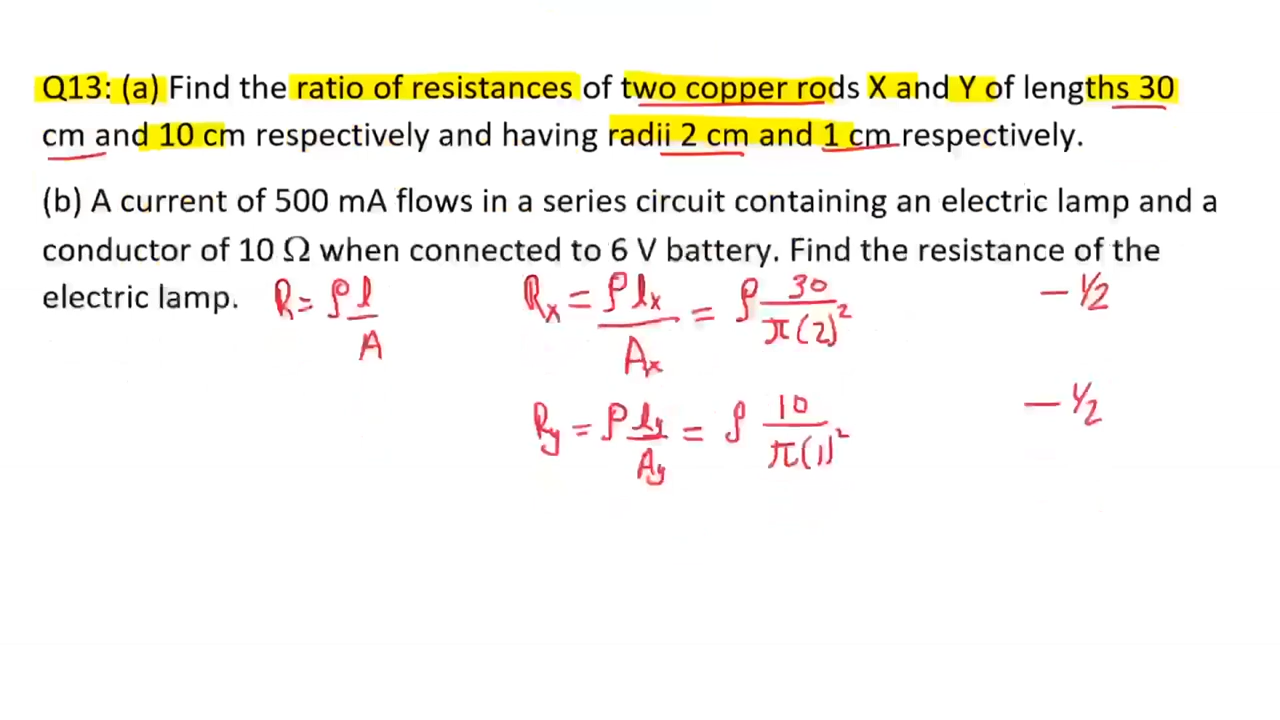 Q13: (a) Find the ratio of resistances of two copper rods X and Y of lengths 30
cm and 10 cm respectively and having radii 2 cm and 1 cm respectively.
(b) A current of 500 mA flows in a series circuit containing an electric lamp and a
conductor of 10 Ω when connected to 6 V battery. Find the resistance of the
electric lamp.
R = ρ l / A
Rx = ρ lx / Ax = ρ 30 / π(2)² — 1/2
Ry = ρ ly / Ay = ρ 10 / π(1)² — 1/2